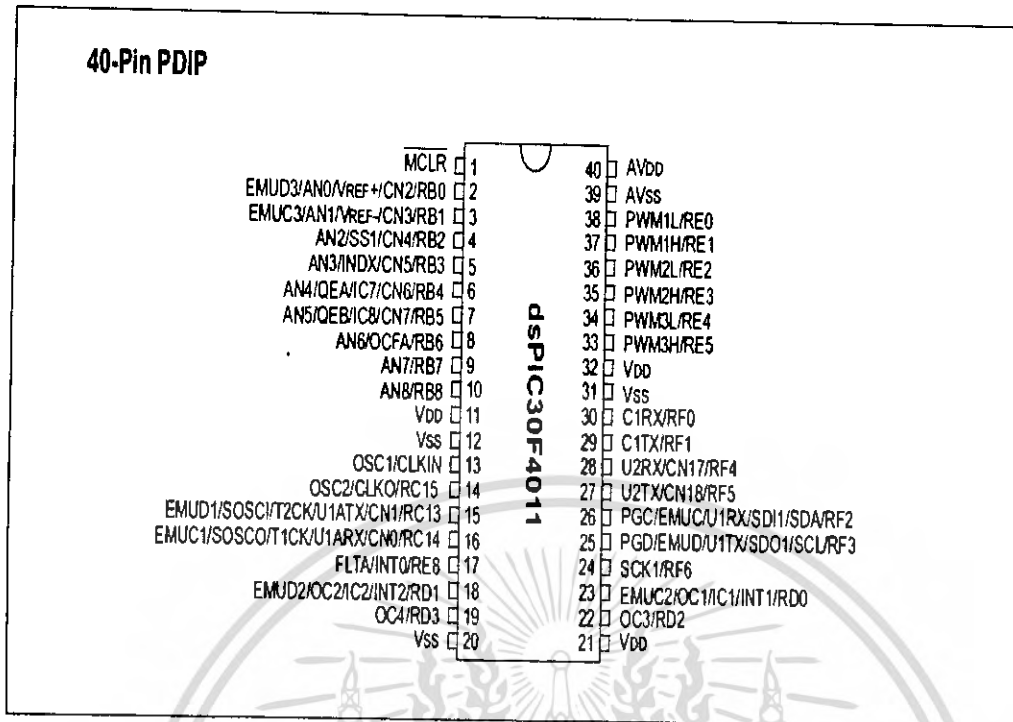 40-Pin PDIP
MCLR 1
EMUD3/AN0/VREF+/CN2/RB0 2
EMUC3/AN1/VREF-/CN3/RB1 3
AN2/SS1/CN4/RB2 4
AN3/INDX/CN5/RB3 5
AN4/QEA/IC7/CN6/RB4 6
AN5/QEB/IC8/CN7/RB5 7
AN6/OCFA/RB6 8
AN7/RB7 9
AN8/RB8 10
VDD 11
VSS 12
OSC1/CLKIN 13
OSC2/CLKO/RC15 14
EMUD1/SOSCI/T2CK/U1ATX/CN1/RC13 15
EMUC1/SOSCO/T1CK/U1ARX/CN0/RC14 16
FLTA/INT0/RE8 17
EMUD2/OC2/IC2/INT2/RD1 18
OC4/RD3 19
VSS 20
dsPIC30F4011
40 AVDD
39 AVSS
38 PWM1L/RE0
37 PWM1H/RE1
36 PWM2L/RE2
35 PWM2H/RE3
34 PWM3L/RE4
33 PWM3H/RE5
32 VDD
31 VSS
30 C1RX/RF0
29 C1TX/RF1
28 U2RX/CN17/RF4
27 U2TX/CN18/RF5
26 PGC/EMUC/U1RX/SDI1/SDA/RF2
25 PGD/EMUD/U1TX/SDO1/SCL/RF3
24 SCK1/RF6
23 EMUC2/OC1/IC1/INT1/RD0
22 OC3/RD2
21 VDD